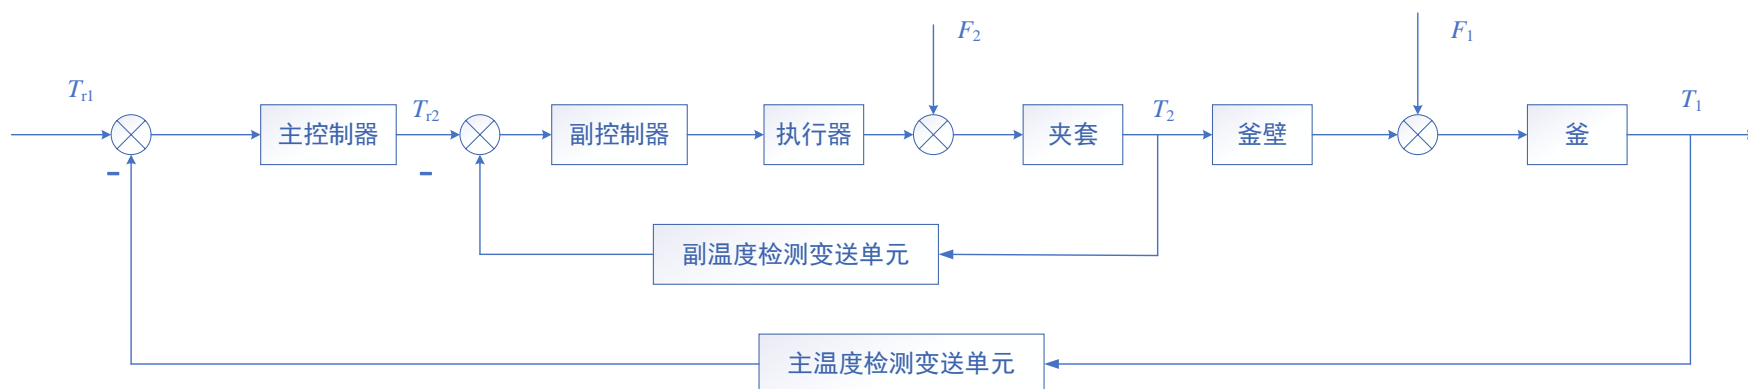 F2
F1
Tr1
Tr2
T2
T1
主控制器
副控制器
执行器
夹套
釜壁
釜
-
-
副温度检测变送单元
主温度检测变送单元